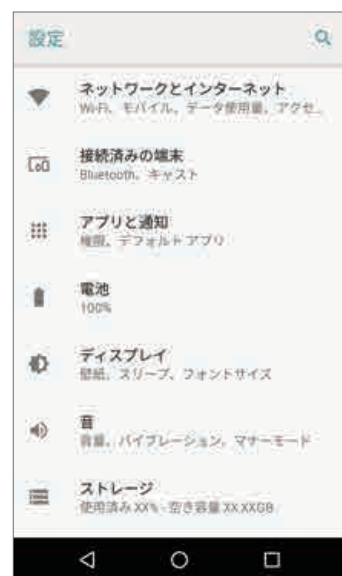 設定
ネットワークとインターネット
Wi-Fi、モバイル、データ使用量、アクセ...
接続済みの端末
Bluetooth、キャスト
アプリと通知
権限、デフォルト アプリ
電池
100%
ディスプレイ
壁紙、スリープ、フォントサイズ
音
音量、バイブレーション、マナーモード
ストレージ
使用済み XX% - 空き容量 XX.XXGB